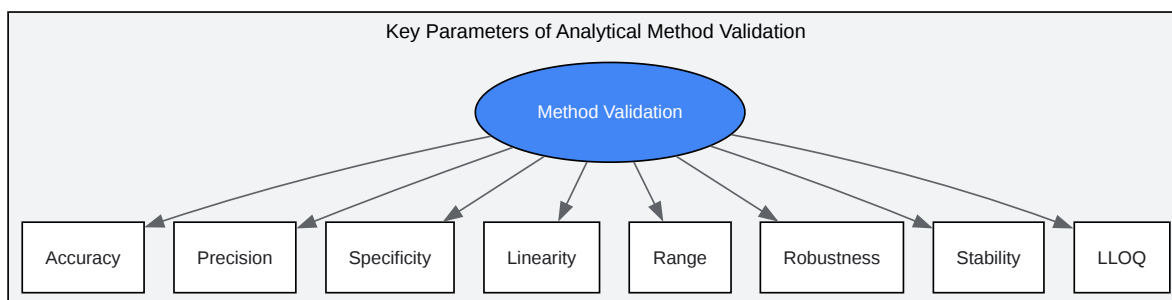 Key Parameters of Analytical Method Validation
Method Validation
Accuracy
Precision
Specificity
Linearity
Range
Robustness
Stability
LLOQ